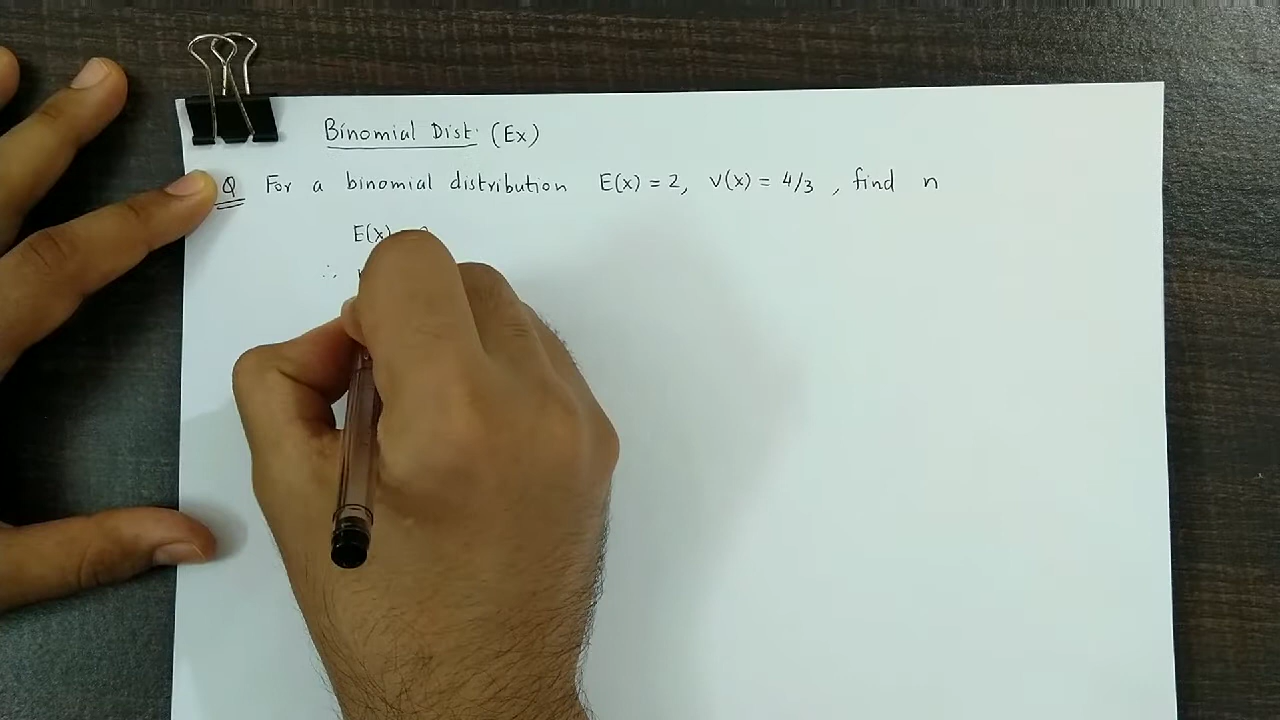 Binomial Dist. (Ex)
Q For a binomial distribution E(x) = 2, V(x) = 4/3 , find n
E(x) =
∴